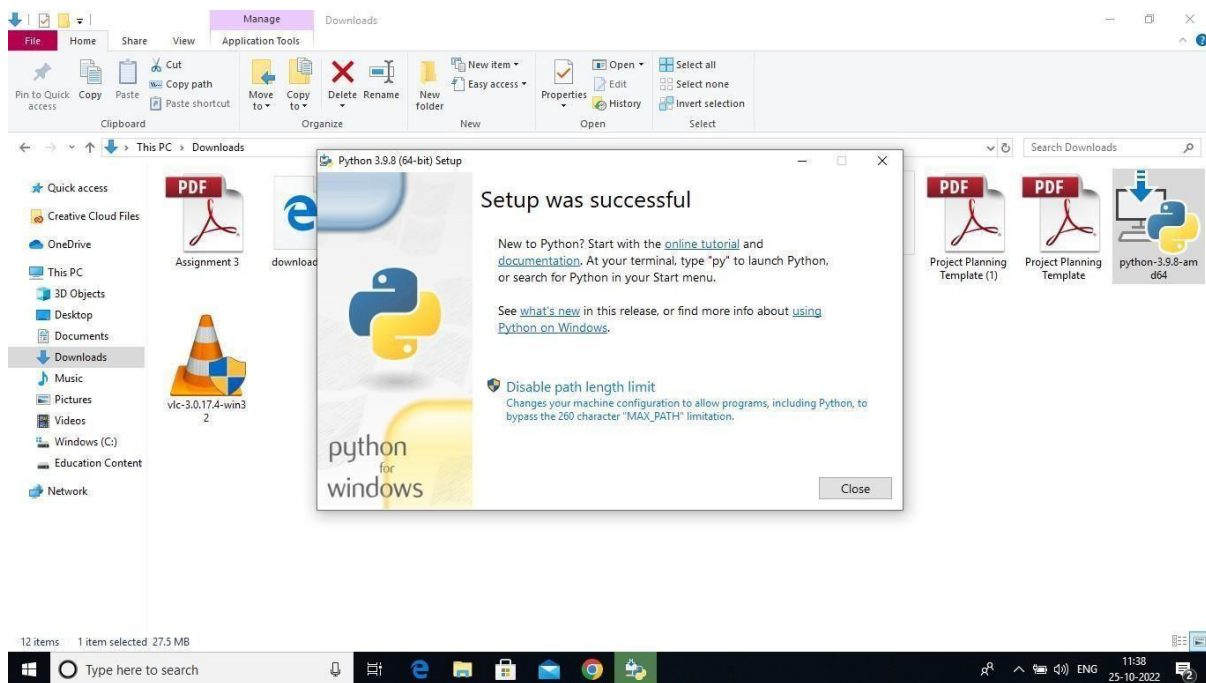 Manage
Downloads
File
Home
Share
View
Application Tools
Pin to Quick
access
Copy
Paste
Cut
Copy path
Paste shortcut
Clipboard
Move
to
Copy
to
Delete
Rename
Organize
New
folder
New item
Easy access
New
Properties
Open
Edit
History
Open
Select all
Select none
Invert selection
Select
This PC > Downloads
Search Downloads
Quick access
Creative Cloud Files
OneDrive
This PC
3D Objects
Desktop
Documents
Downloads
Music
Pictures
Videos
Windows (C:)
Education Content
Network
PDF
Assignment 3
download
vlc-3.0.17.4-win3
2
Python 3.9.8 (64-bit) Setup
Setup was successful
New to Python? Start with the online tutorial and
documentation. At your terminal, type "py" to launch Python,
or search for Python in your Start menu.
See what's new in this release, or find more info about using
Python on Windows.
Disable path length limit
Changes your machine configuration to allow programs, including Python, to
bypass the 260 character "MAX_PATH" limitation.
python
for
windows
Close
PDF
Project Planning
Template (1)
PDF
Project Planning
Template
python-3.9.8-am
d64
12 items
1 item selected 27.5 MB
Type here to search
ENG
11:38
25-10-2022
2